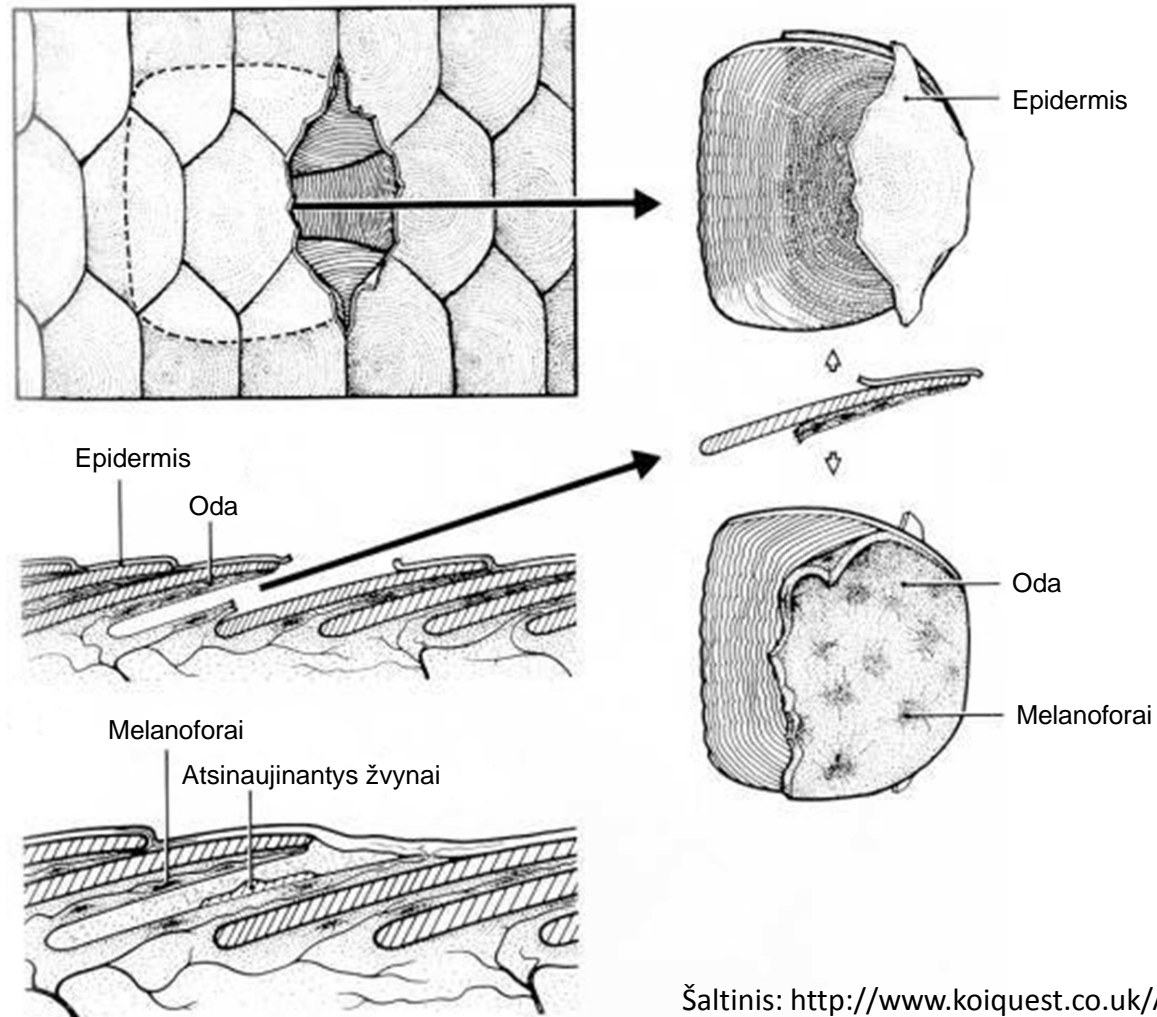 Epidermis
Epidermis
Oda
Oda
Melanoforai
Melanoforai
Atsinaujinantys žvynai
Šaltinis: http://www.koiquest.co.uk/